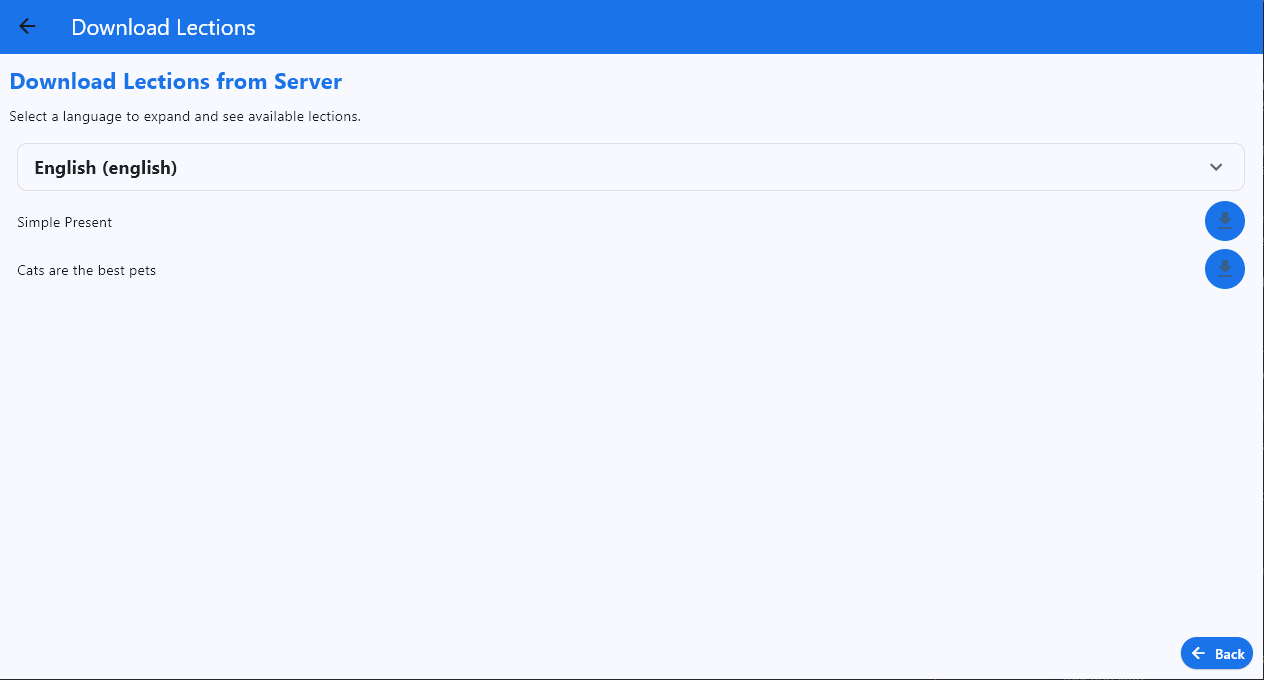 Download Lections
Download Lections from Server
Select a language to expand and see available lections.
English (english)
Simple Present
Cats are the best pets
Back